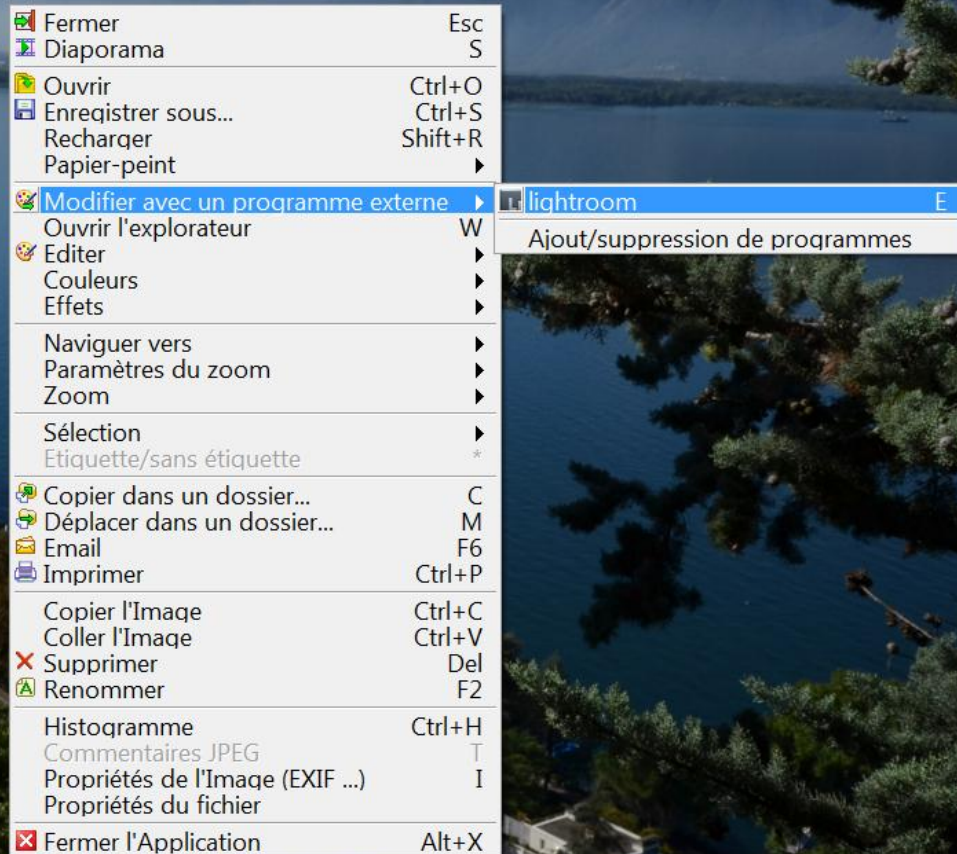 Fermer Esc
Diaporama S
Ouvrir Ctrl+O
Enregistrer sous... Ctrl+S
Recharger Shift+R
Papier-peint
Modifier avec un programme externe
lightroom E
Ouvrir l'explorateur W
Ajout/suppression de programmes
Editer
Couleurs
Effets
Naviguer vers
Paramètres du zoom
Zoom
Sélection
Etiquette/sans étiquette *
Copier dans un dossier... C
Déplacer dans un dossier... M
Email F6
Imprimer Ctrl+P
Copier l'Image Ctrl+C
Coller l'Image Ctrl+V
Supprimer Del
Renommer F2
Histogramme Ctrl+H
Commentaires JPEG T
Propriétés de l'Image (EXIF ...) I
Propriétés du fichier
Fermer l'Application Alt+X